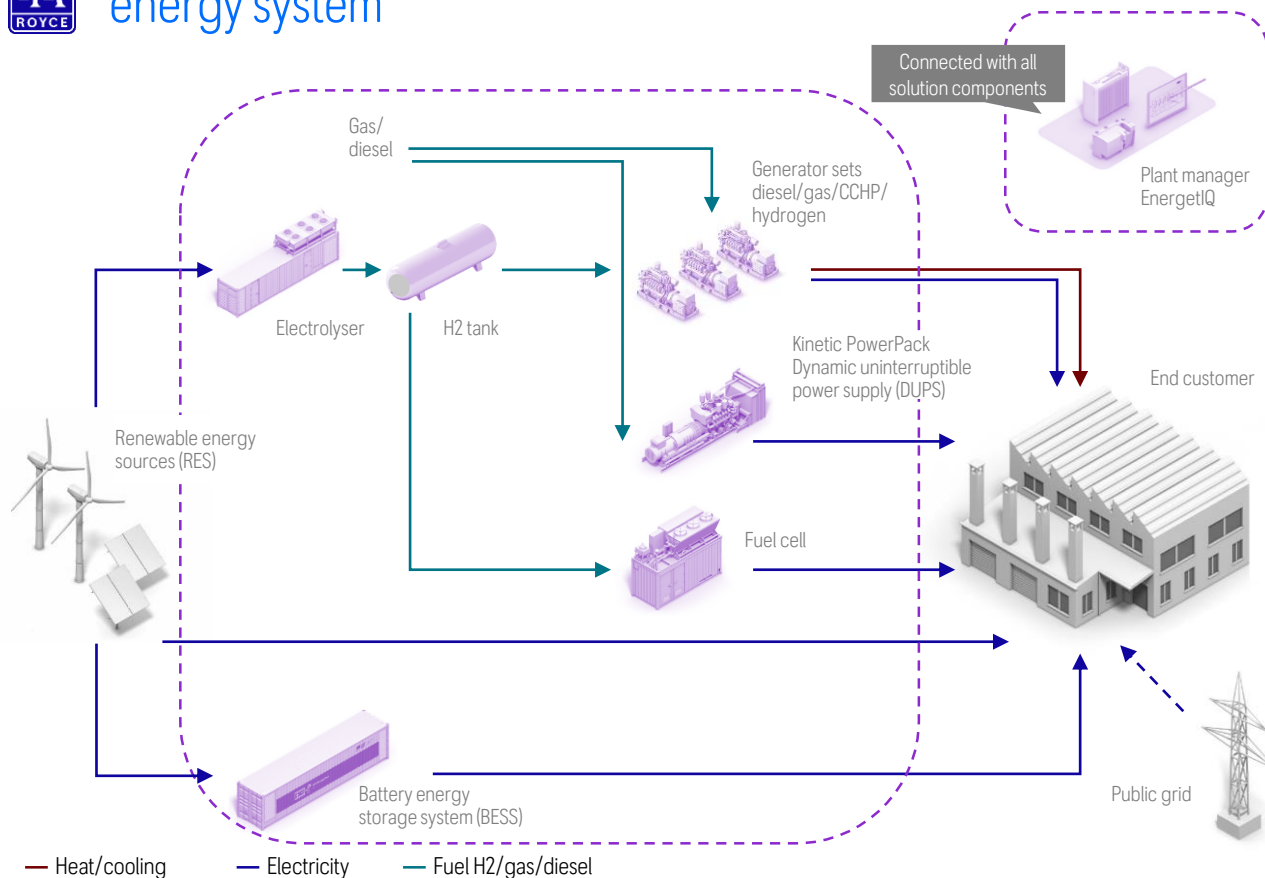 ROYCE
energy system
Connected with all
solution components
Plant manager
EnergetIQ
Gas/
diesel
Generator sets
diesel/gas/CCHP/
hydrogen
Electrolyser
H2 tank
Kinetic PowerPack
Dynamic uninterruptible
power supply (DUPS)
End customer
Renewable energy
sources (RES)
Fuel cell
Battery energy
storage system (BESS)
Public grid
Heat/cooling
Electricity
Fuel H2/gas/diesel